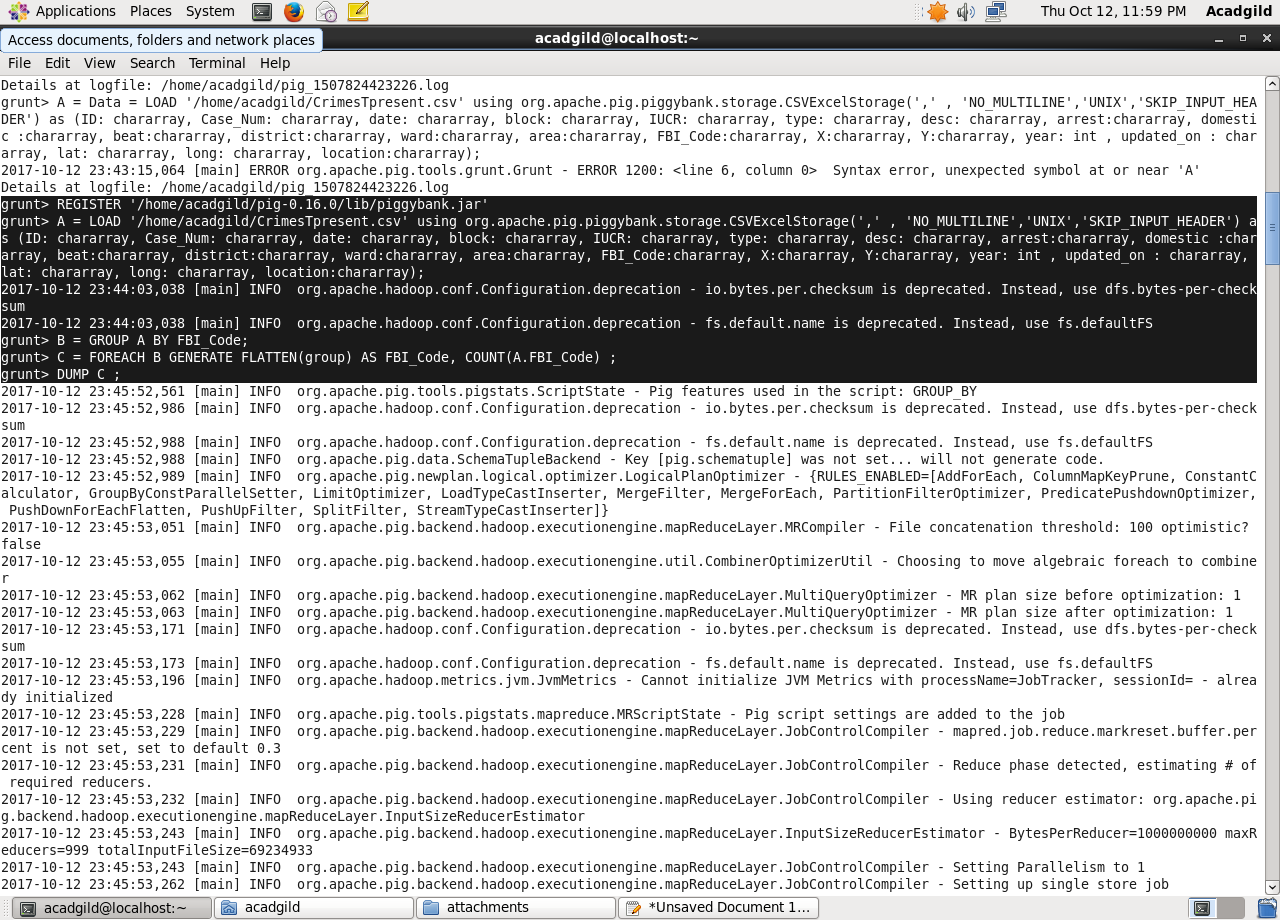 Applications Places System Thu Oct 12, 11:59 PM Acadgild
Access documents, folders and network places
acadgild@localhost:~
File Edit View Search Terminal Help
Details at logfile: /home/acadgild/pig_1507824423226.log
grunt> A = Data = LOAD '/home/acadgild/CrimesTpresent.csv' using org.apache.pig.piggybank.storage.CSVExcelStorage(',' , 'NO_MULTILINE','UNIX','SKIP_INPUT_HEA
DER') as (ID: chararray, Case_Num: chararray, date: chararray, block: chararray, IUCR: chararray, type: chararray, desc: chararray, arrest:chararray, domesti
c :chararray, beat:chararray, district:chararray, ward:chararray, area:chararray, FBI_Code:chararray, X:chararray, Y:chararray, year: int , updated_on : char
array, lat: chararray, long: chararray, location:chararray);
2017-10-12 23:43:15,064 [main] ERROR org.apache.pig.tools.grunt.Grunt - ERROR 1200: <line 6, column 0>  Syntax error, unexpected symbol at or near 'A'
Details at logfile: /home/acadgild/pig_1507824423226.log
grunt> REGISTER '/home/acadgild/pig-0.16.0/lib/piggybank.jar'
grunt> A = LOAD '/home/acadgild/CrimesTpresent.csv' using org.apache.pig.piggybank.storage.CSVExcelStorage(',' , 'NO_MULTILINE','UNIX','SKIP_INPUT_HEADER') a
s (ID: chararray, Case_Num: chararray, date: chararray, block: chararray, IUCR: chararray, type: chararray, desc: chararray, arrest:chararray, domestic :char
array, beat:chararray, district:chararray, ward:chararray, area:chararray, FBI_Code:chararray, X:chararray, Y:chararray, year: int , updated_on : chararray,
lat: chararray, long: chararray, location:chararray);
2017-10-12 23:44:03,038 [main] INFO  org.apache.hadoop.conf.Configuration.deprecation - io.bytes.per.checksum is deprecated. Instead, use dfs.bytes-per-check
sum
2017-10-12 23:44:03,038 [main] INFO  org.apache.hadoop.conf.Configuration.deprecation - fs.default.name is deprecated. Instead, use fs.defaultFS
grunt> B = GROUP A BY FBI_Code;
grunt> C = FOREACH B GENERATE FLATTEN(group) AS FBI_Code, COUNT(A.FBI_Code) ;
grunt> DUMP C ;
2017-10-12 23:45:52,561 [main] INFO  org.apache.pig.tools.pigstats.ScriptState - Pig features used in the script: GROUP_BY
2017-10-12 23:45:52,986 [main] INFO  org.apache.hadoop.conf.Configuration.deprecation - io.bytes.per.checksum is deprecated. Instead, use dfs.bytes-per-check
sum
2017-10-12 23:45:52,988 [main] INFO  org.apache.hadoop.conf.Configuration.deprecation - fs.default.name is deprecated. Instead, use fs.defaultFS
2017-10-12 23:45:52,988 [main] INFO  org.apache.pig.data.SchemaTupleBackend - Key [pig.schematuple] was not set... will not generate code.
2017-10-12 23:45:52,989 [main] INFO  org.apache.pig.newplan.logical.optimizer.LogicalPlanOptimizer - {RULES_ENABLED=[AddForEach, ColumnMapKeyPrune, ConstantC
alculator, GroupByConstParallelSetter, LimitOptimizer, LoadTypeCastInserter, MergeFilter, MergeForEach, PartitionFilterOptimizer, PredicatePushdownOptimizer,
 PushDownForEachFlatten, PushUpFilter, SplitFilter, StreamTypeCastInserter]}
2017-10-12 23:45:53,051 [main] INFO  org.apache.pig.backend.hadoop.executionengine.mapReduceLayer.MRCompiler - File concatenation threshold: 100 optimistic?
false
2017-10-12 23:45:53,055 [main] INFO  org.apache.pig.backend.hadoop.executionengine.util.CombinerOptimizerUtil - Choosing to move algebraic foreach to combine
r
2017-10-12 23:45:53,062 [main] INFO  org.apache.pig.backend.hadoop.executionengine.mapReduceLayer.MultiQueryOptimizer - MR plan size before optimization: 1
2017-10-12 23:45:53,063 [main] INFO  org.apache.pig.backend.hadoop.executionengine.mapReduceLayer.MultiQueryOptimizer - MR plan size after optimization: 1
2017-10-12 23:45:53,171 [main] INFO  org.apache.hadoop.conf.Configuration.deprecation - io.bytes.per.checksum is deprecated. Instead, use dfs.bytes-per-check
sum
2017-10-12 23:45:53,173 [main] INFO  org.apache.hadoop.conf.Configuration.deprecation - fs.default.name is deprecated. Instead, use fs.defaultFS
2017-10-12 23:45:53,196 [main] INFO  org.apache.hadoop.metrics.jvm.JvmMetrics - Cannot initialize JVM Metrics with processName=JobTracker, sessionId= - alrea
dy initialized
2017-10-12 23:45:53,228 [main] INFO  org.apache.pig.tools.pigstats.mapreduce.MRScriptState - Pig script settings are added to the job
2017-10-12 23:45:53,229 [main] INFO  org.apache.pig.backend.hadoop.executionengine.mapReduceLayer.JobControlCompiler - mapred.job.reduce.markreset.buffer.per
cent is not set, set to default 0.3
2017-10-12 23:45:53,231 [main] INFO  org.apache.pig.backend.hadoop.executionengine.mapReduceLayer.JobControlCompiler - Reduce phase detected, estimating # of
 required reducers.
2017-10-12 23:45:53,232 [main] INFO  org.apache.pig.backend.hadoop.executionengine.mapReduceLayer.JobControlCompiler - Using reducer estimator: org.apache.pi
g.backend.hadoop.executionengine.mapReduceLayer.InputSizeReducerEstimator
2017-10-12 23:45:53,243 [main] INFO  org.apache.pig.backend.hadoop.executionengine.mapReduceLayer.InputSizeReducerEstimator - BytesPerReducer=1000000000 maxR
educers=999 totalInputFileSize=69234933
2017-10-12 23:45:53,243 [main] INFO  org.apache.pig.backend.hadoop.executionengine.mapReduceLayer.JobControlCompiler - Setting Parallelism to 1
2017-10-12 23:45:53,262 [main] INFO  org.apache.pig.backend.hadoop.executionengine.mapReduceLayer.JobControlCompiler - Setting up single store job
acadgild@localhost:~ acadgild attachments *Unsaved Document 1...